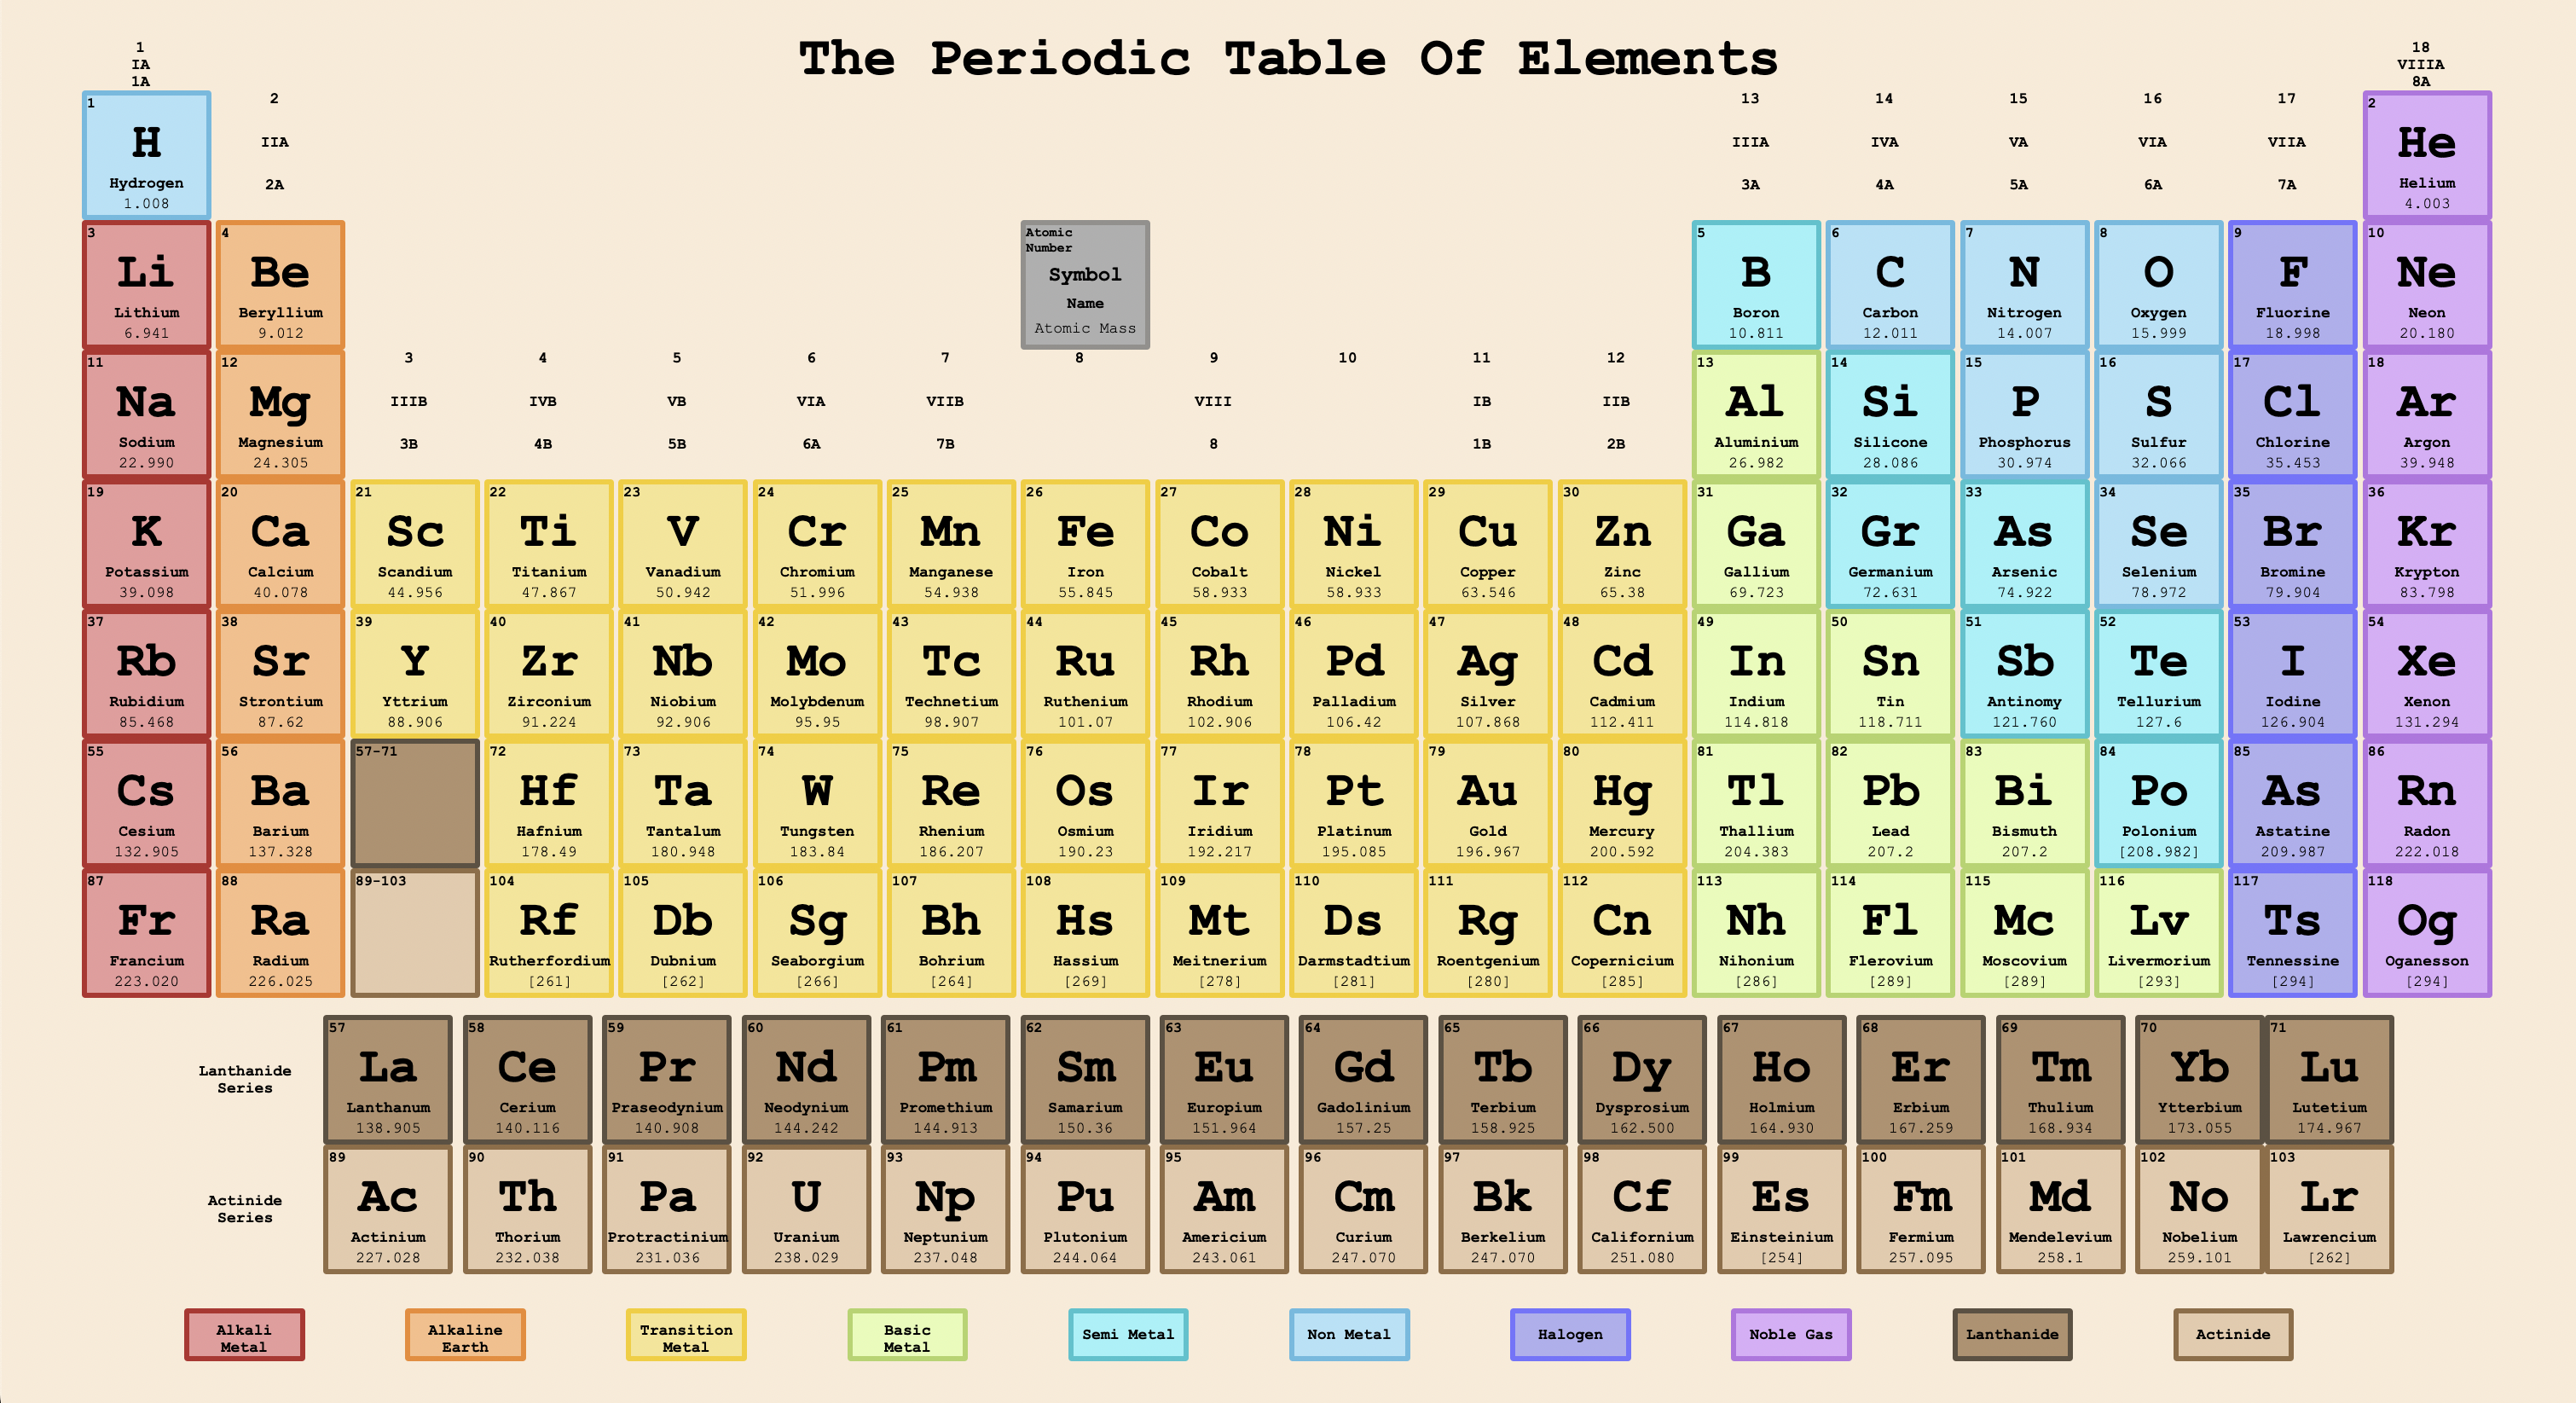 The Periodic Table Of Elements
1
IA
1A
18
VIIIA
8A
2
IIA
2A
13
IIIA
3A
14
IVA
4A
15
VA
5A
16
VIA
6A
17
VIIA
7A
1
H
Hydrogen
1.008
2
He
Helium
4.003
3
Li
Lithium
6.941
4
Be
Beryllium
9.012
Atomic
Number
Symbol
Name
Atomic Mass
5
B
Boron
10.811
6
C
Carbon
12.011
7
N
Nitrogen
14.007
8
O
Oxygen
15.999
9
F
Fluorine
18.998
10
Ne
Neon
20.180
11
Na
Sodium
22.990
12
Mg
Magnesium
24.305
3
IIIB
3B
4
IVB
4B
5
VB
5B
6
VIA
6A
7
VIIB
7B
8
9
VIII
8
10
11
IB
1B
12
IIB
2B
13
Al
Aluminium
26.982
14
Si
Silicone
28.086
15
P
Phosphorus
30.974
16
S
Sulfur
32.066
17
Cl
Chlorine
35.453
18
Ar
Argon
39.948
19
K
Potassium
39.098
20
Ca
Calcium
40.078
21
Sc
Scandium
44.956
22
Ti
Titanium
47.867
23
V
Vanadium
50.942
24
Cr
Chromium
51.996
25
Mn
Manganese
54.938
26
Fe
Iron
55.845
27
Co
Cobalt
58.933
28
Ni
Nickel
58.933
29
Cu
Copper
63.546
30
Zn
Zinc
65.38
31
Ga
Gallium
69.723
32
Gr
Germanium
72.631
33
As
Arsenic
74.922
34
Se
Selenium
78.972
35
Br
Bromine
79.904
36
Kr
Krypton
83.798
37
Rb
Rubidium
85.468
38
Sr
Strontium
87.62
39
Y
Yttrium
88.906
40
Zr
Zirconium
91.224
41
Nb
Niobium
92.906
42
Mo
Molybdenum
95.95
43
Tc
Technetium
98.907
44
Ru
Ruthenium
101.07
45
Rh
Rhodium
102.906
46
Pd
Palladium
106.42
47
Ag
Silver
107.868
48
Cd
Cadmium
112.411
49
In
Indium
114.818
50
Sn
Tin
118.711
51
Sb
Antinomy
121.760
52
Te
Tellurium
127.6
53
I
Iodine
126.904
54
Xe
Xenon
131.294
55
Cs
Cesium
132.905
56
Ba
Barium
137.328
57-71
72
Hf
Hafnium
178.49
73
Ta
Tantalum
180.948
74
W
Tungsten
183.84
75
Re
Rhenium
186.207
76
Os
Osmium
190.23
77
Ir
Iridium
192.217
78
Pt
Platinum
195.085
79
Au
Gold
196.967
80
Hg
Mercury
200.592
81
Tl
Thallium
204.383
82
Pb
Lead
207.2
83
Bi
Bismuth
207.2
84
Po
Polonium
[208.982]
85
As
Astatine
209.987
86
Rn
Radon
222.018
87
Fr
Francium
223.020
88
Ra
Radium
226.025
89-103
104
Rf
Rutherfordium
[261]
105
Db
Dubnium
[262]
106
Sg
Seaborgium
[266]
107
Bh
Bohrium
[264]
108
Hs
Hassium
[269]
109
Mt
Meitnerium
[278]
110
Ds
Darmstadtium
[281]
111
Rg
Roentgenium
[280]
112
Cn
Copernicium
[285]
113
Nh
Nihonium
[286]
114
Fl
Flerovium
[289]
115
Mc
Moscovium
[289]
116
Lv
Livermorium
[293]
117
Ts
Tennessine
[294]
118
Og
Oganesson
[294]
Lanthanide
Series
57
La
Lanthanum
138.905
58
Ce
Cerium
140.116
59
Pr
Praseodynium
140.908
60
Nd
Neodynium
144.242
61
Pm
Promethium
144.913
62
Sm
Samarium
150.36
63
Eu
Europium
151.964
64
Gd
Gadolinium
157.25
65
Tb
Terbium
158.925
66
Dy
Dysprosium
162.500
67
Ho
Holmium
164.930
68
Er
Erbium
167.259
69
Tm
Thulium
168.934
70
Yb
Ytterbium
173.055
71
Lu
Lutetium
174.967
Actinide
Series
89
Ac
Actinium
227.028
90
Th
Thorium
232.038
91
Pa
Protractinium
231.036
92
U
Uranium
238.029
93
Np
Neptunium
237.048
94
Pu
Plutonium
244.064
95
Am
Americium
243.061
96
Cm
Curium
247.070
97
Bk
Berkelium
247.070
98
Cf
Californium
251.080
99
Es
Einsteinium
[254]
100
Fm
Fermium
257.095
101
Md
Mendelevium
258.1
102
No
Nobelium
259.101
103
Lr
Lawrencium
[262]
Alkali
Metal
Alkaline
Earth
Transition
Metal
Basic
Metal
Semi Metal
Non Metal
Halogen
Noble Gas
Lanthanide
Actinide